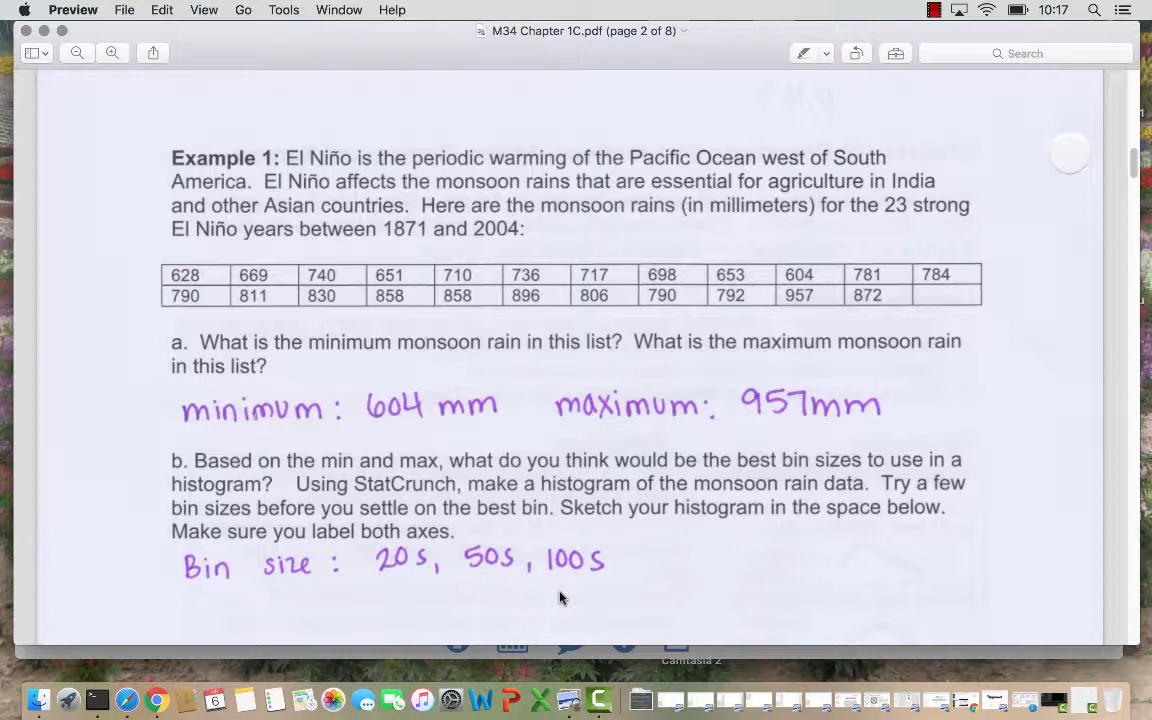 Preview File Edit View Go Tools Window Help 10:17
M34 Chapter 1C.pdf (page 2 of 8)
Search
Example 1: El Niño is the periodic warming of the Pacific Ocean west of South
America. El Niño affects the monsoon rains that are essential for agriculture in India
and other Asian countries. Here are the monsoon rains (in millimeters) for the 23 strong
El Niño years between 1871 and 2004:
628 669 740 651 710 736 717 698 653 604 781 784
790 811 830 858 858 896 806 790 792 957 872
a. What is the minimum monsoon rain in this list? What is the maximum monsoon rain
in this list?
minimum: 604 mm maximum: 957mm
b. Based on the min and max, what do you think would be the best bin sizes to use in a
histogram? Using StatCrunch, make a histogram of the monsoon rain data. Try a few
bin sizes before you settle on the best bin. Sketch your histogram in the space below.
Make sure you label both axes.
Bin size: 20s, 50s, 100s
Camtasia 2